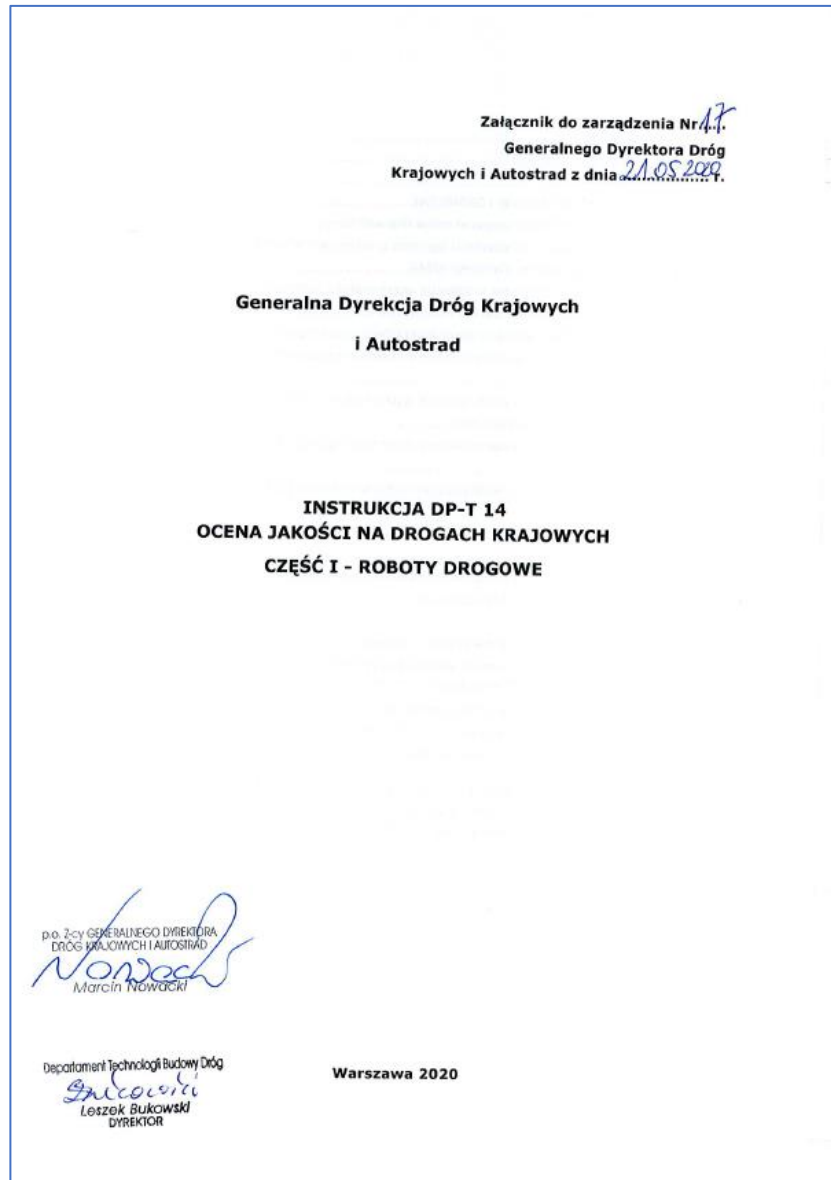 Załącznik do zarządzenia Nr 17.
Generalnego Dyrektora Dróg
Krajowych i Autostrad z dnia 21.05.2020 r.
Generalna Dyrekcja Dróg Krajowych
i Autostrad
INSTRUKCJA DP-T 14
OCENA JAKOŚCI NA DROGACH KRAJOWYCH
CZĘŚĆ I - ROBOTY DROGOWE
p.o. Z-cy GENERALNEGO DYREKTORA
DRÓG KRAJOWYCH I AUTOSTRAD
Nowacki
Marcin Nowacki
Departament Technologii Budowy Dróg
Leszek Bukowski
DYREKTOR
Warszawa 2020